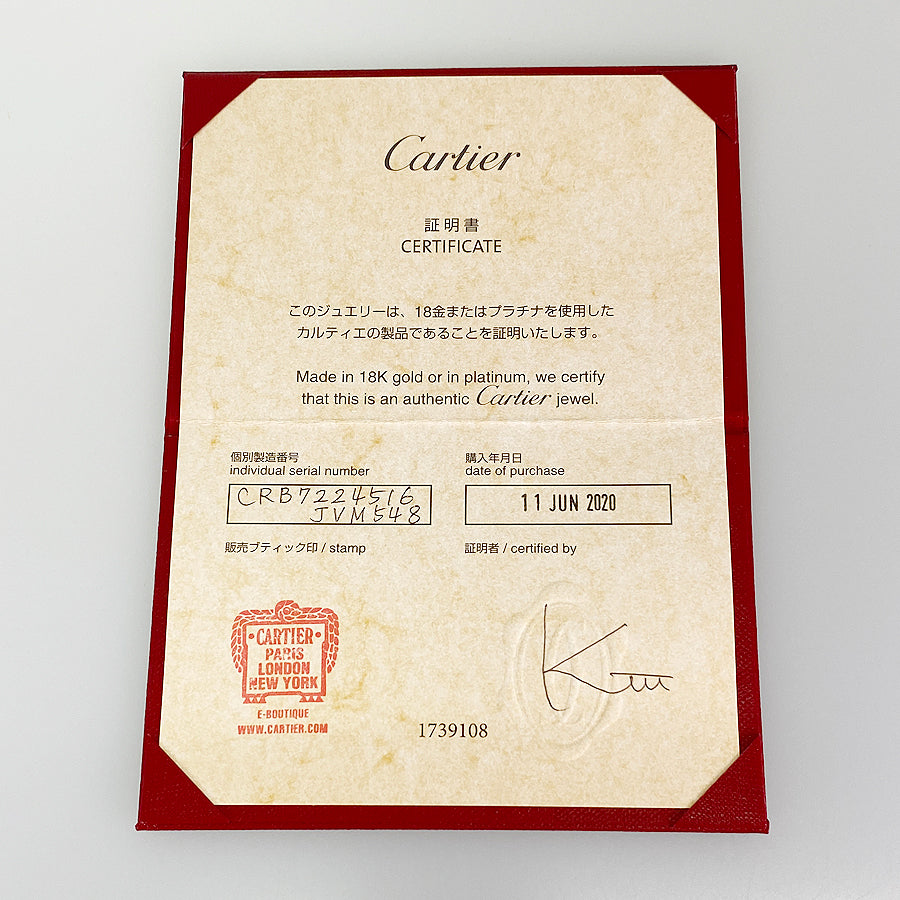 Cartier
証明書
CERTIFICATE
このジュエリーは、18金またはプラチナを使用した
カルティエの製品であることを証明いたします。
Made in 18K gold or in platinum, we certify
that this is an authentic Cartier jewel.
個別製造番号
individual serial number
CRB7224516
JVM548
購入年月日
date of purchase
11 JUN 2020
販売ブティック印 / stamp
証明者 / certified by
CARTIER
PARIS
LONDON
NEW YORK
E-BOUTIQUE
WWW.CARTIER.COM
1739108